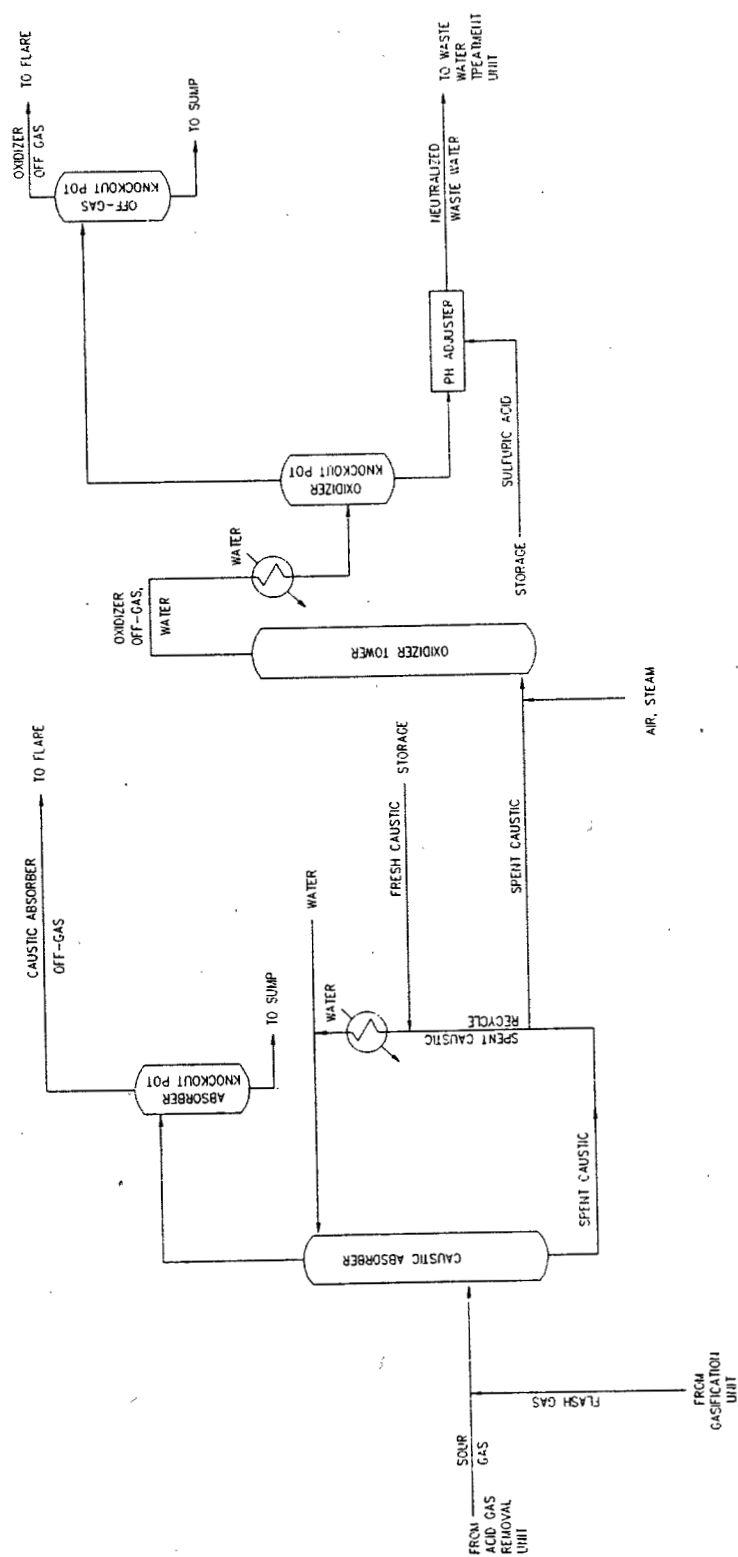 OXIDIZER
OFF GAS
TO FLARE
OFF-GAS
KNOCKOUT POT
TO SUMP
TO WASTE
WATER
TPEATMENT
UNIT
NEUTRALIZED
WASTE WATER
PH ADJUSTER
SULFURIC ACID
STORAGE
OXIDIZER
KNOCKOUT POT
WATER
OXIDIZER
OFF-GAS,
WATER
OXIDIZER TOWER
AIR, STEAM
CAUSTIC ABSORBER
OFF-GAS
TO FLARE
ABSORBER
KNOCKOUT POT
TO SUMP
WATER
WATER
FRESH CAUSTIC
STORAGE
SPENT CAUSTIC
RECYCLE
SPENT CAUSTIC
SPENT CAUSTIC
CAUSTIC ABSORBER
SOUR
GAS
FLASH GAS
FROM
ACID GAS
REMOVAL
UNIT
FROM
GASIFICATION
UNIT